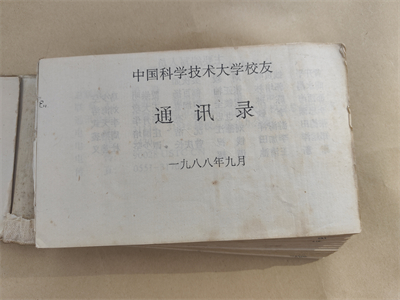 中国科学技术大学校友
通讯录
一九八八年九月